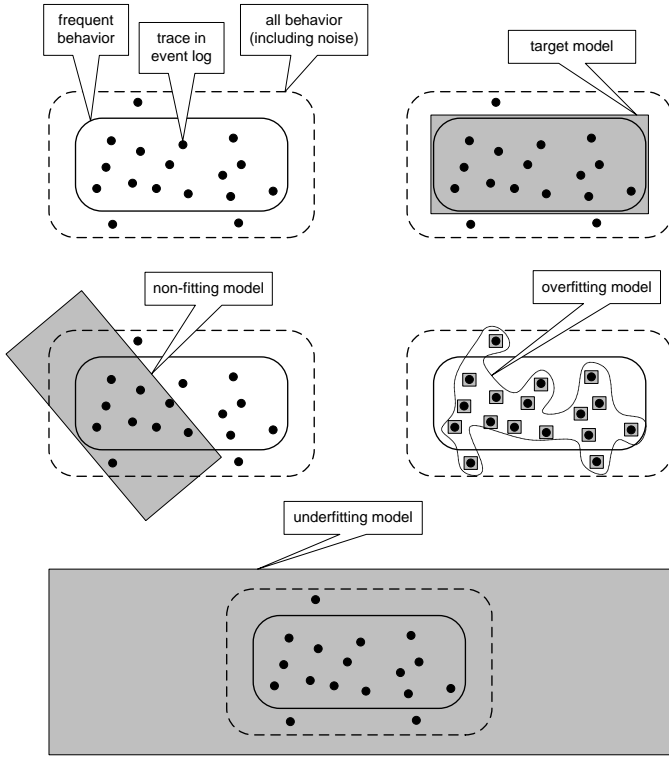 frequent
behavior
trace in
event log
all behavior
(including noise)
target model
non-fitting model
overfitting model
underfitting model